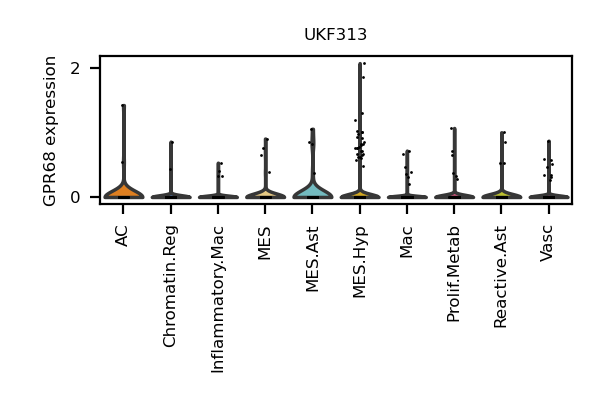 UKF313
GPR68 expression
2
0
AC
Chromatin.Reg
Inflammatory.Mac
MES
MES.Ast
MES.Hyp
Mac
Prolif.Metab
Reactive.Ast
Vasc